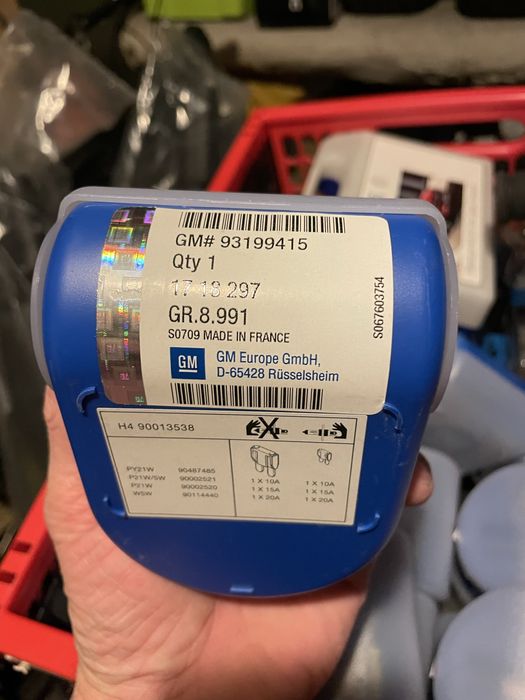 GM# 93199415
Qty 1
17 18 297
GR.8.991
S0709 MADE IN FRANCE
GM
GM Europe GmbH,
D-65428 Rüsselsheim
S067603754
H4 90013538
PY21W 90487485
P21W/5W 90002521
P21W 90002520
W5W 90114440
1 X 10A 1 X 10A
1 X 15A 1 X 15A
1 X 20A 1 X 20A